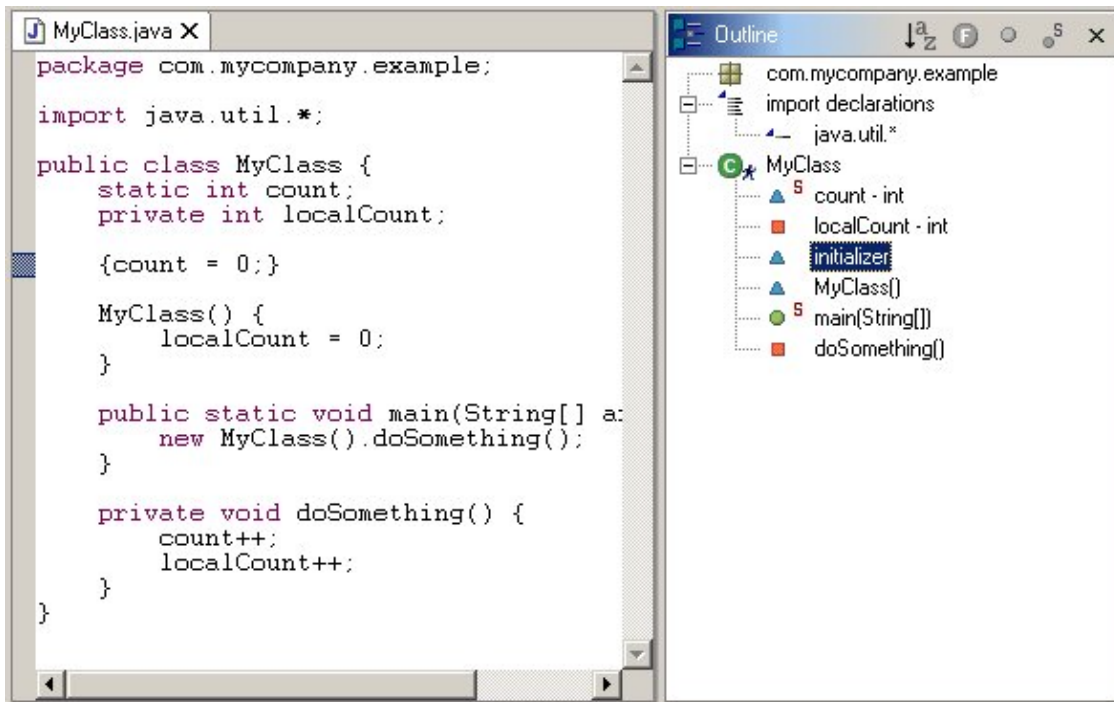 MyClass.java
package com.mycompany.example;
import java.util.*;
public class MyClass {
static int count;
private int localCount;
{count = 0;}
MyClass() {
localCount = 0;
}
public static void main(String[]
new MyClass().doSomething();
}
private void doSomething() {
count++;
localCount++;
}
}
Outline
com.mycompany.example
import declarations
java.util.*
MyClass
count - int
localCount - int
initializer
MyClass()
main(String[])
doSomething()